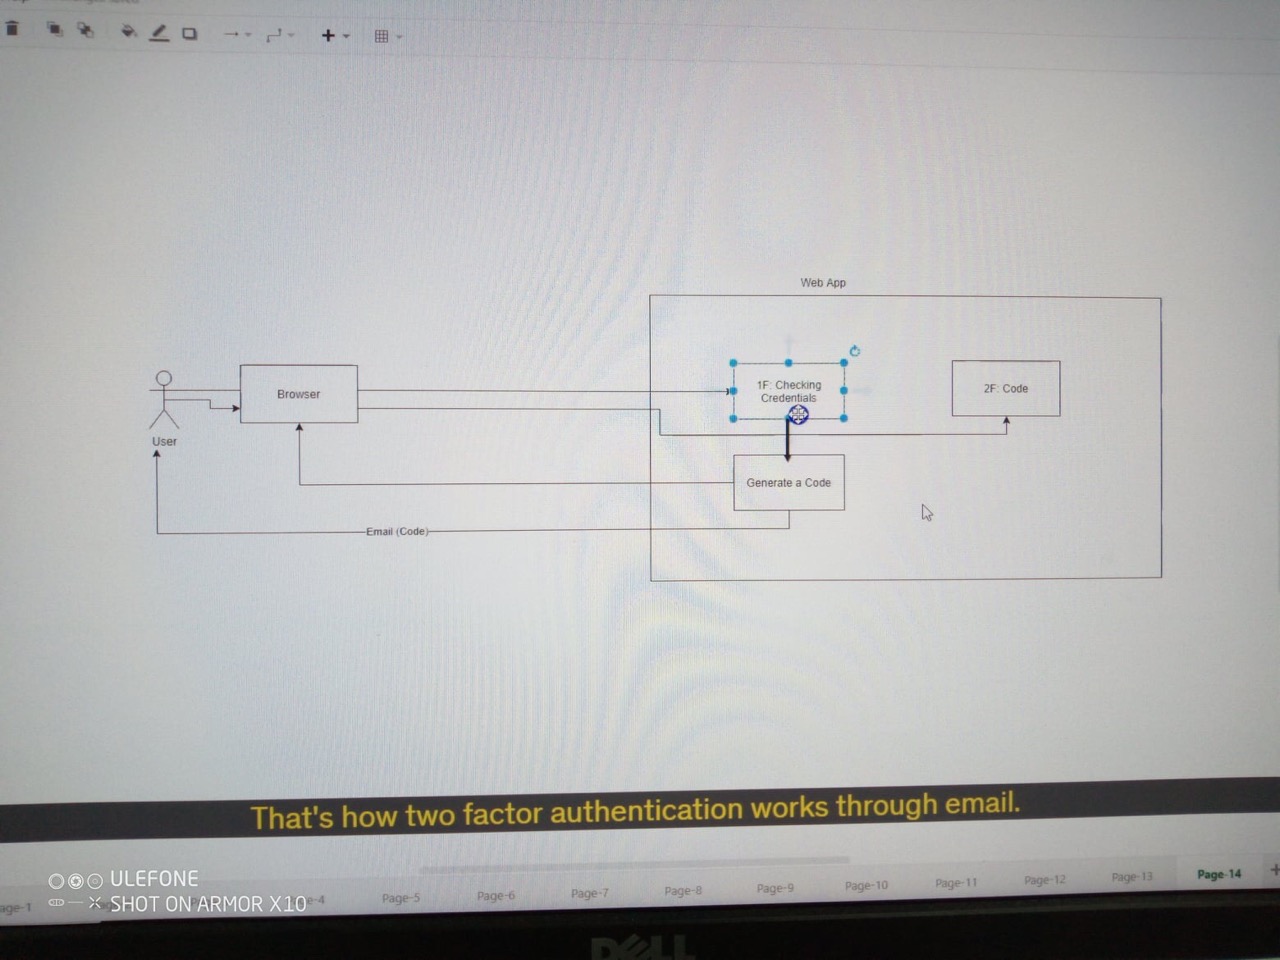 Web App
1F: Checking
Credentials
2F: Code
Browser
User
Generate a Code
Email (Code)
That's how two factor authentication works through email.
ULEFONE
SHOT ON ARMOR X10
age-1
e-4
Page-5
Page-6
Page-7
Page-8
Page-9
Page-10
Page-11
Page-12
Page-13
Page-14
DELL